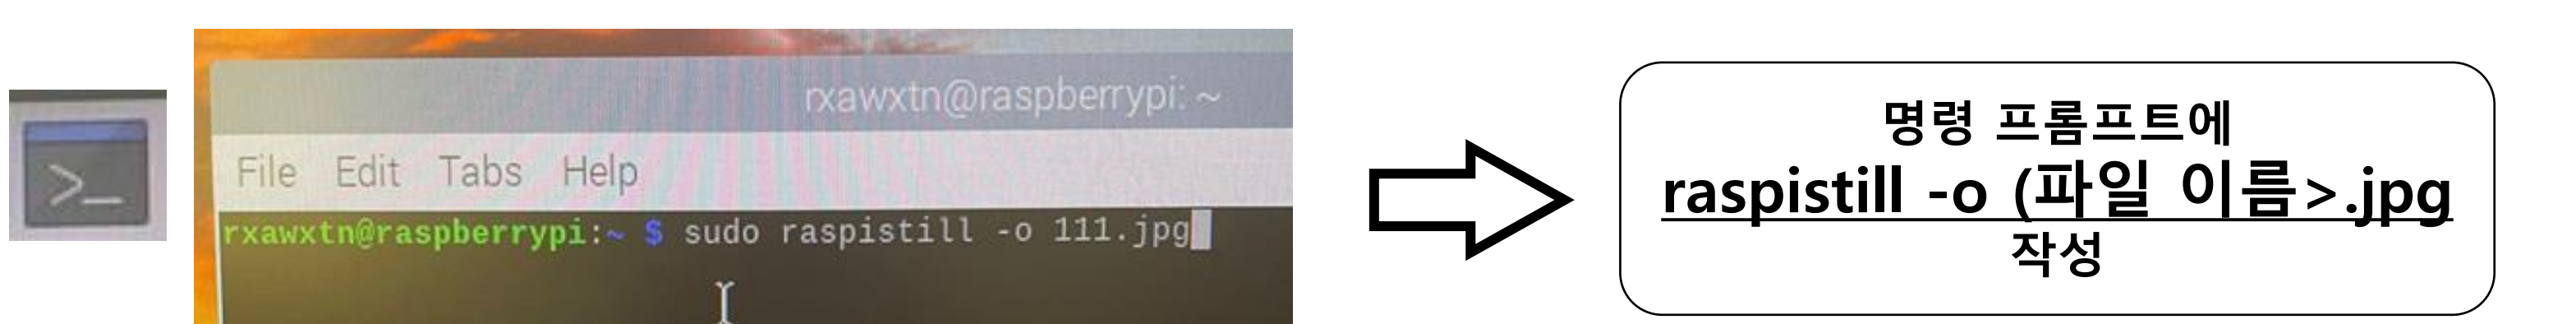 >_
rxawxtn@raspberrypi: ~
File Edit Tabs Help
rxawxtn@raspberrypi:~ $ sudo raspistill -o 111.jpg
명령 프롬프트에
raspistill -o (파일 이름>.jpg
작성